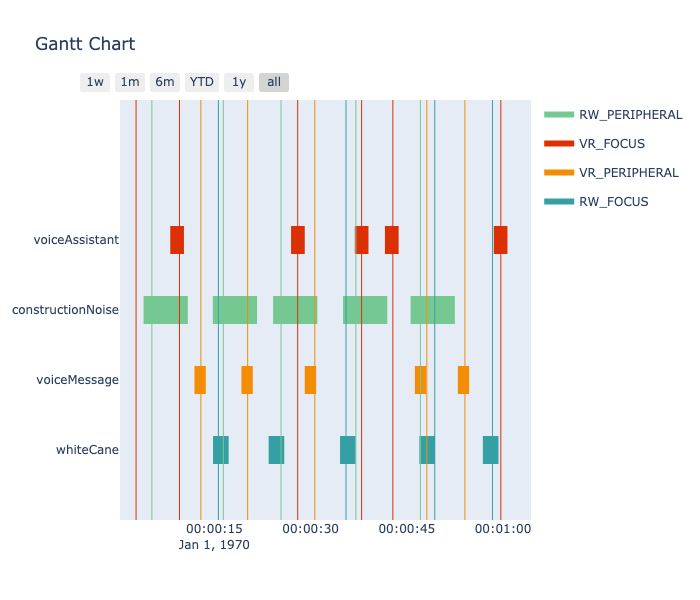 Gantt Chart
1w 1m 6m YTD 1y all
RW_PERIPHERAL
VR_FOCUS
VR_PERIPHERAL
RW_FOCUS
voiceAssistant
constructionNoise
voiceMessage
whiteCane
00:00:15 00:00:30 00:00:45 00:01:00
Jan 1, 1970